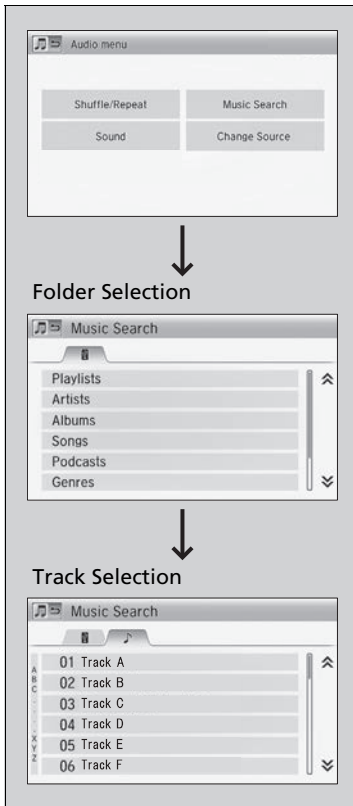 Audio menu
Shuffle/Repeat Music Search
Sound Change Source
Folder Selection
Music Search
Playlists
Artists
Albums
Songs
Podcasts
Genres
Track Selection
Music Search
A
B
C
X
Y
Z
01 Track A
02 Track B
03 Track C
04 Track D
05 Track E
06 Track F